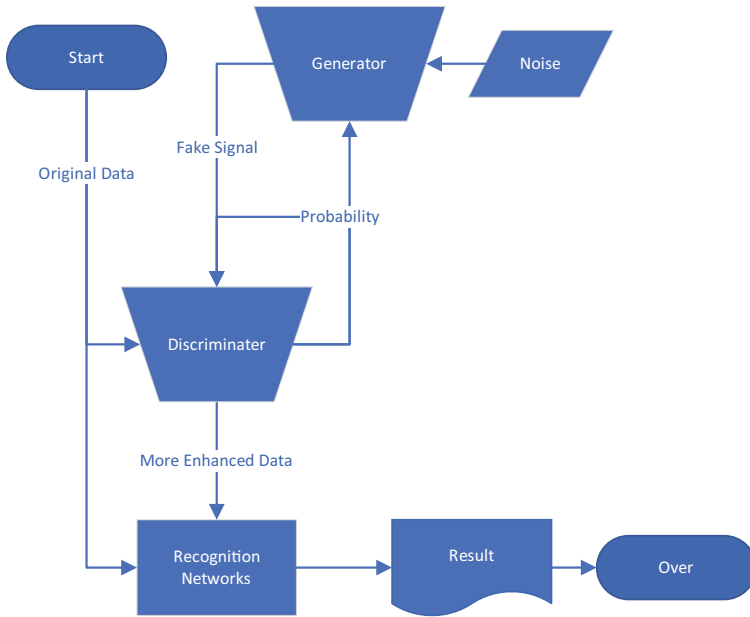 Start
Generator
Noise
Fake Signal
Original Data
Probability
Discriminater
More Enhanced Data
Recognition
Networks
Result
Over